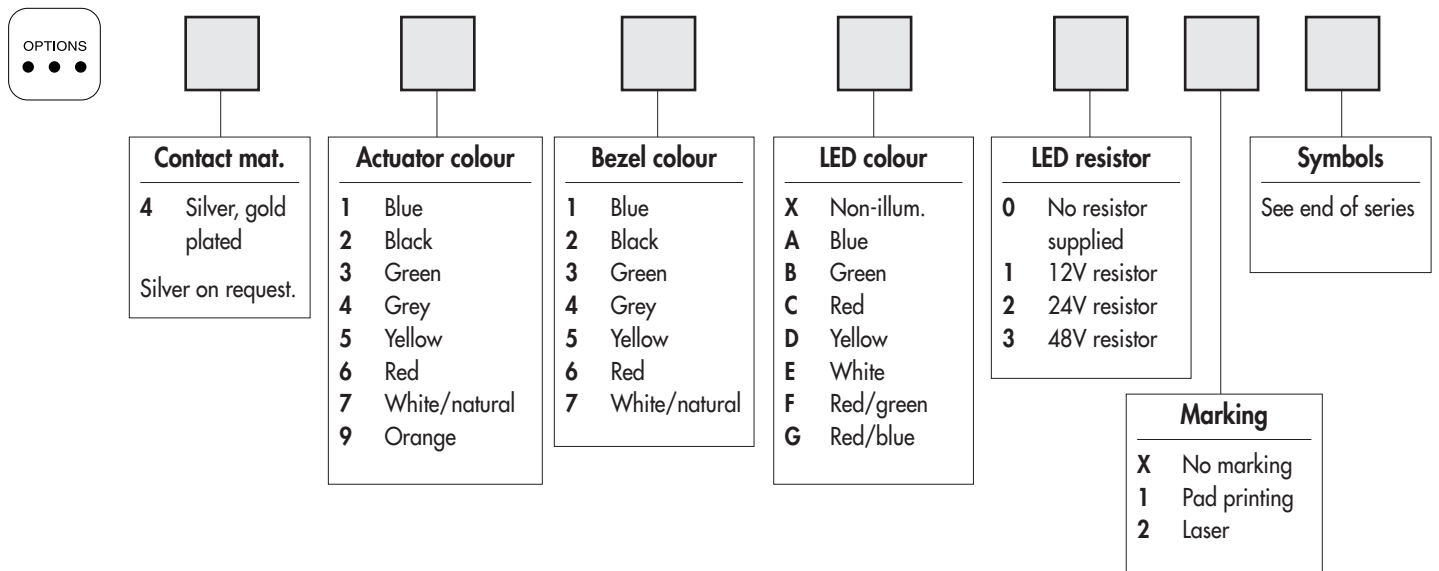 OPTIONS
Contact mat.
4 Silver, gold
plated
Silver on request.
Actuator colour
1 Blue
2 Black
3 Green
4 Grey
5 Yellow
6 Red
7 White/natural
9 Orange
Bezel colour
1 Blue
2 Black
3 Green
4 Grey
5 Yellow
6 Red
7 White/natural
LED colour
X Non-illum.
A Blue
B Green
C Red
D Yellow
E White
F Red/green
G Red/blue
LED resistor
0 No resistor
supplied
1 12V resistor
2 24V resistor
3 48V resistor
Marking
X No marking
1 Pad printing
2 Laser
Symbols
See end of series